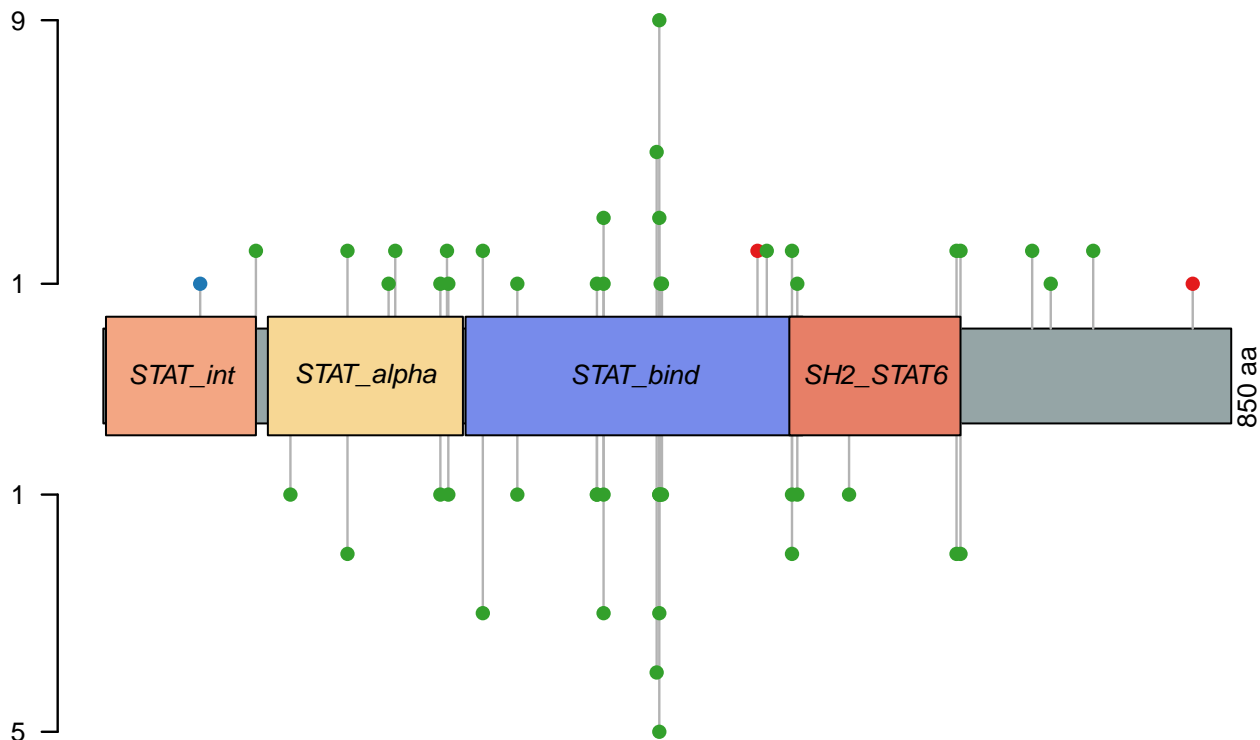 9
1
STAT_int
STAT_alpha
STAT_bind
SH2_STAT6
850 aa
1
5